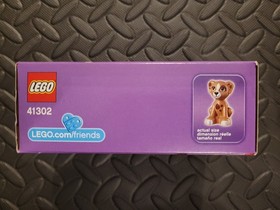 LEGO
41302
LEGO.com/friends
actual size
dimension réelle
tamaño real